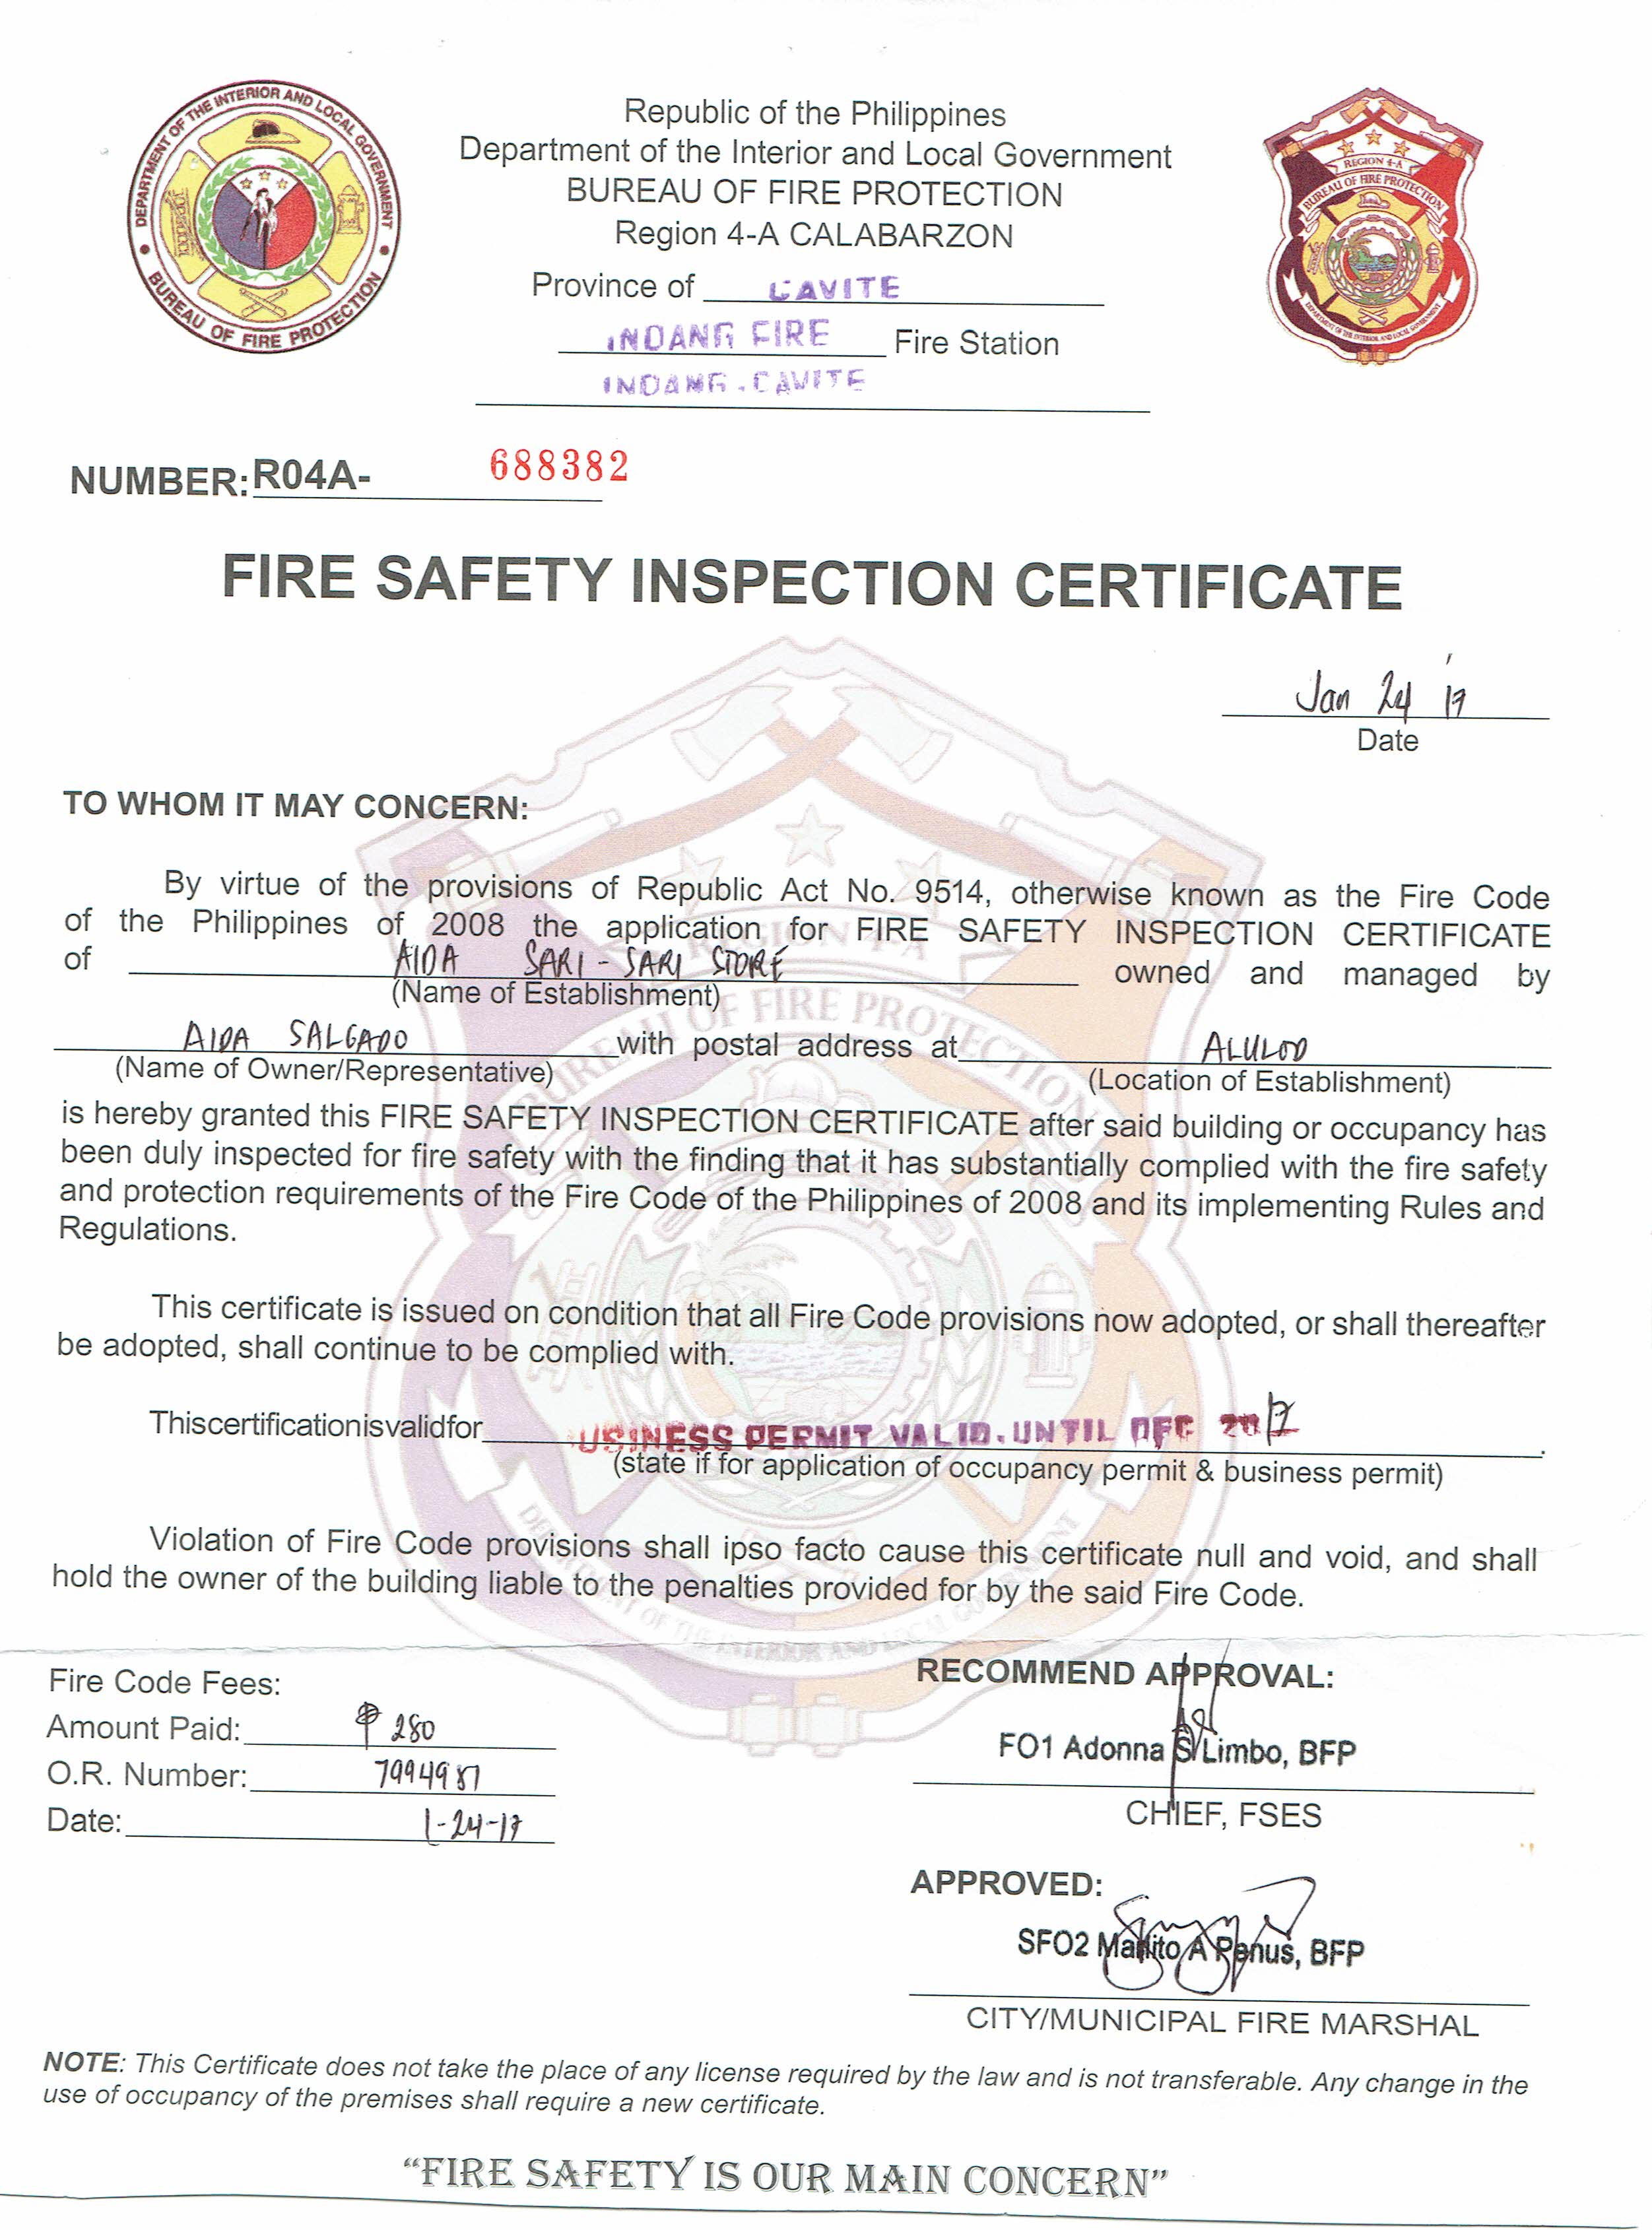 DEPARTMENT OF THE INTERIOR AND LOCAL GOVERNMENT
BUREAU OF FIRE PROTECTION
Republic of the Philippines
Department of the Interior and Local Government
BUREAU OF FIRE PROTECTION
Region 4-A CALABARZON
Province of CAVITE
INDANG FIRE Fire Station
INDANG. CAVITE
REGION 4-A
BUREAU OF FIRE PROTECTION
DEPARTMENT OF THE INTERIOR AND LOCAL GOVERNMENT
NUMBER: R04A- 688382
FIRE SAFETY INSPECTION CERTIFICATE
Jan 24 '17
Date
TO WHOM IT MAY CONCERN:
By virtue of the provisions of Republic Act No. 9514, otherwise known as the Fire Code
of the Philippines of 2008 the application for FIRE SAFETY INSPECTION CERTIFICATE
of AIDA SARI-SARI STORE owned and managed by
(Name of Establishment)
AIDA SALGADO with postal address at ALULOD
(Name of Owner/Representative) (Location of Establishment)
is hereby granted this FIRE SAFETY INSPECTION CERTIFICATE after said building or occupancy has
been duly inspected for fire safety with the finding that it has substantially complied with the fire safety
and protection requirements of the Fire Code of the Philippines of 2008 and its implementing Rules and
Regulations.
This certificate is issued on condition that all Fire Code provisions now adopted, or shall thereafter
be adopted, shall continue to be complied with.
Thiscertificationisvalidfor USINESS PERMIT VALID. UNTIL DEC 2017.
(state if for application of occupancy permit & business permit)
Violation of Fire Code provisions shall ipso facto cause this certificate null and void, and shall
hold the owner of the building liable to the penalties provided for by the said Fire Code.
REGION 4-A
BUREAU OF FIRE PROTECTION
DEPARTMENT OF THE INTERIOR AND LOCAL GOVERNMENT
Fire Code Fees:
Amount Paid: ₱ 280
O.R. Number: 7994987
Date: 1-24-17
RECOMMEND APPROVAL:
FO1 Adonna S Limbo, BFP
CHIEF, FSES
APPROVED:
SFO2 A Penus, BFP
CITY/MUNICIPAL FIRE MARSHAL
NOTE: This Certificate does not take the place of any license required by the law and is not transferable. Any change in the
use of occupancy of the premises shall require a new certificate.
“FIRE SAFETY IS OUR MAIN CONCERN”